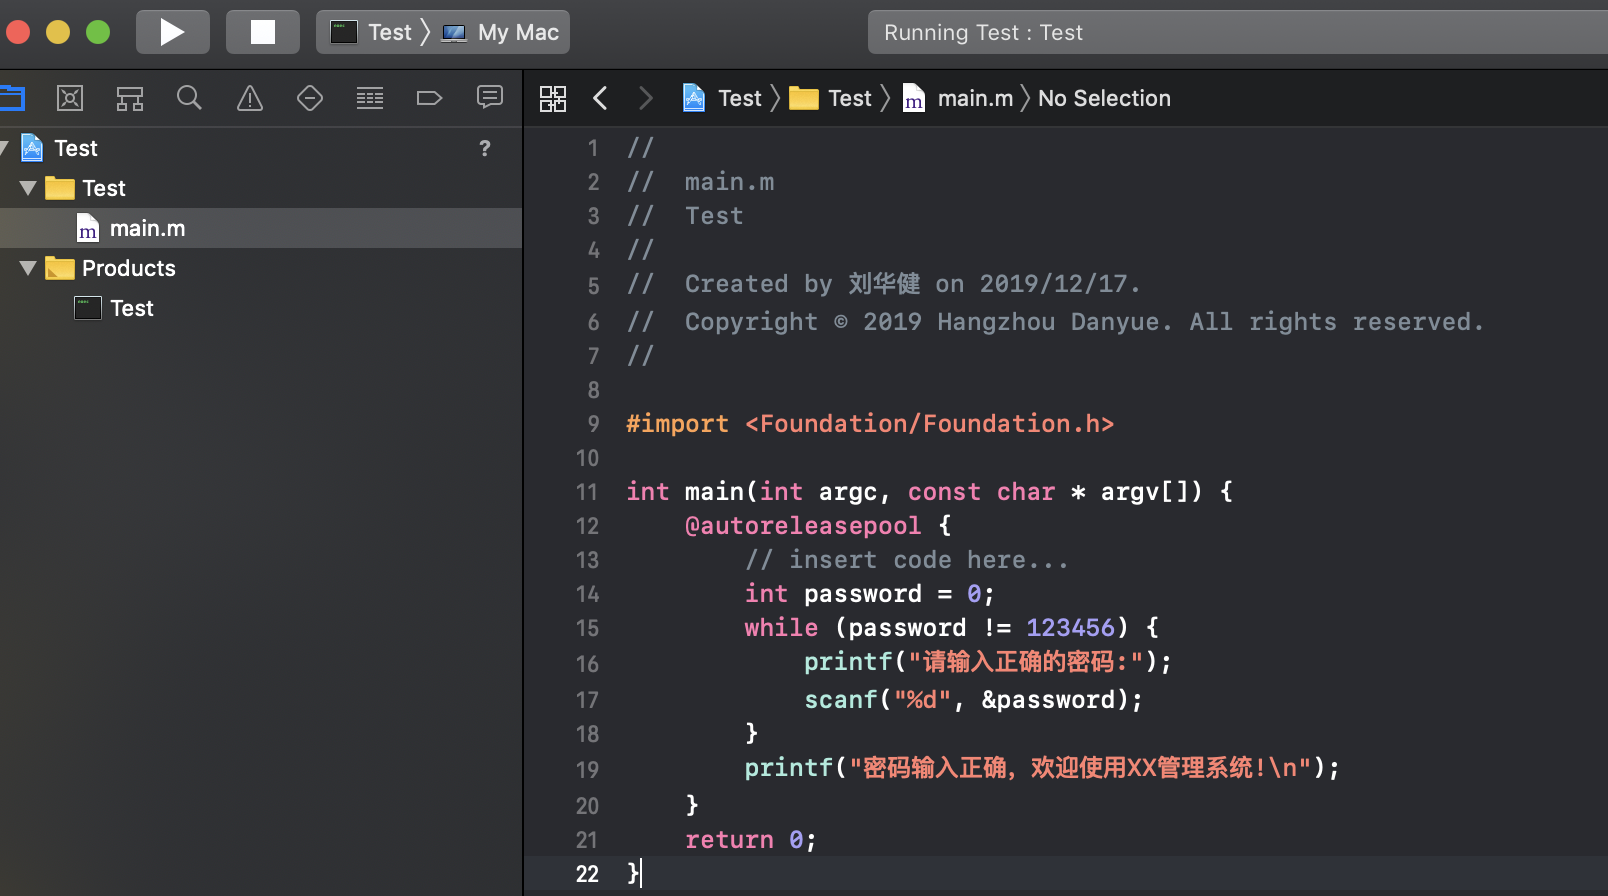 Test 〉 My Mac
Running Test : Test
Test 〉 Test 〉 main.m 〉 No Selection
Test ?
Test
main.m
Products
Test
1 //
2 //  main.m
3 //  Test
4 //
5 //  Created by 刘华健 on 2019/12/17.
6 //  Copyright © 2019 Hangzhou Danyue. All rights reserved.
7 //
8
9 #import <Foundation/Foundation.h>
10
11 int main(int argc, const char * argv[]) {
12     @autoreleasepool {
13         // insert code here...
14         int password = 0;
15         while (password != 123456) {
16             printf("请输入正确的密码:");
17             scanf("%d", &password);
18         }
19         printf("密码输入正确，欢迎使用XX管理系统!\n");
20     }
21     return 0;
22 }